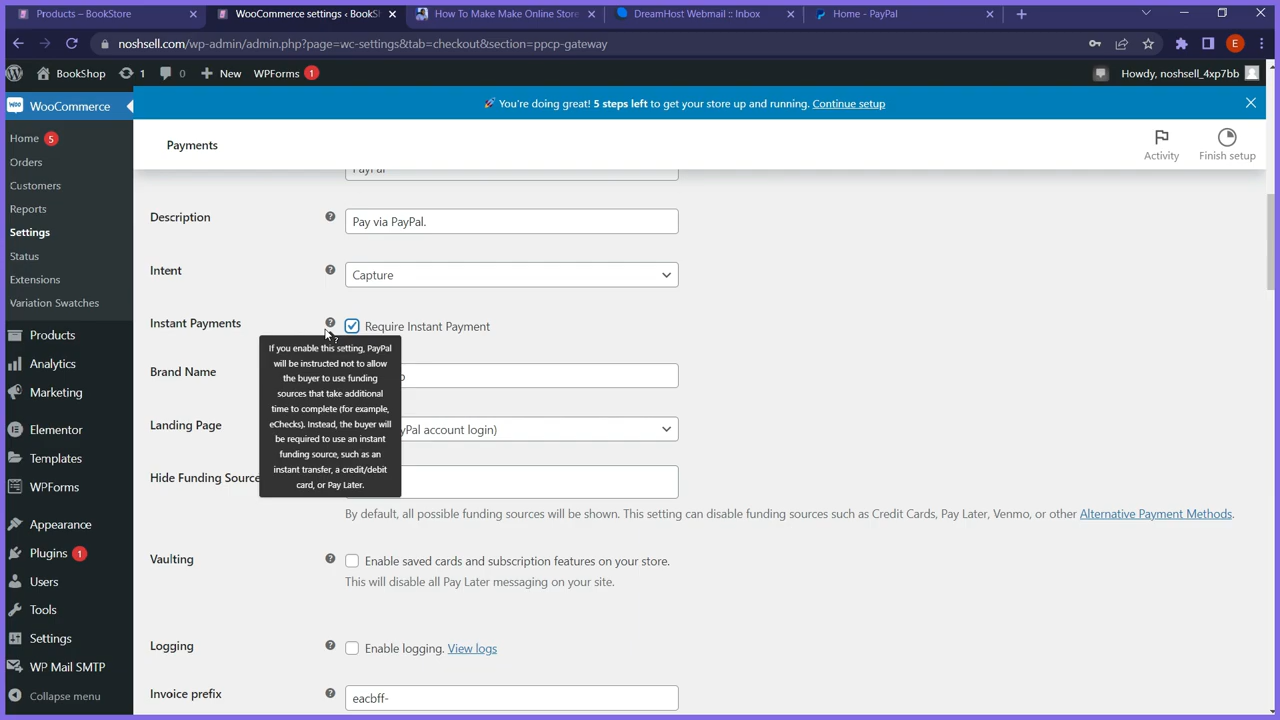 Products – BookStore
WooCommerce settings ‹ BookSt
How To Make Make Online Store
DreamHost Webmail :: Inbox
Home - PayPal
noshsell.com/wp-admin/admin.php?page=wc-settings&tab=checkout&section=ppcp-gateway
E
BookShop
1
0
New
WPForms
1
Howdy, noshsell_4xp7bb
WooCommerce
You're doing great! 5 steps left to get your store up and running. Continue setup
Home 5
Orders
Customers
Reports
Settings
Status
Extensions
Variation Swatches
Products
Analytics
Marketing
Elementor
Templates
WPForms
Appearance
Plugins 1
Users
Tools
Settings
WP Mail SMTP
Collapse menu
Payments
Activity
Finish setup
PayPal
Description
Pay via PayPal.
Intent
Capture
Instant Payments
Require Instant Payment
If you enable this setting, PayPal
will be instructed not to allow
the buyer to use funding
sources that take additional
time to complete (for example,
eChecks). Instead, the buyer will
be required to use an instant
funding source, such as an
instant transfer, a credit/debit
card, or Pay Later.
Brand Name
Landing Page
account login)
Hide Funding Source
By default, all possible funding sources will be shown. This setting can disable funding sources such as Credit Cards, Pay Later, Venmo, or other Alternative Payment Methods.
Vaulting
Enable saved cards and subscription features on your store.
This will disable all Pay Later messaging on your site.
Logging
Enable logging. View logs
Invoice prefix
eacbff-